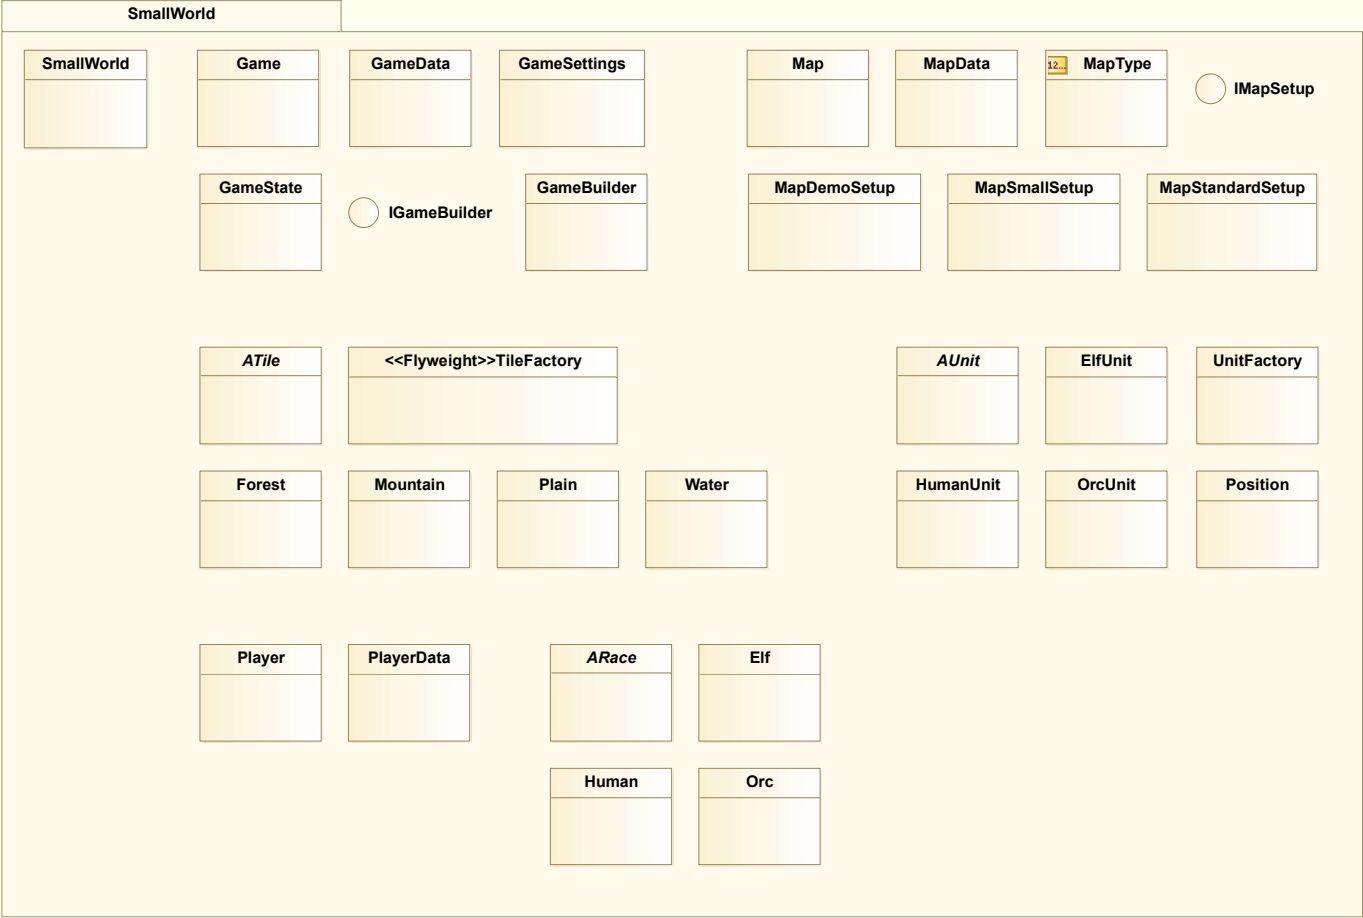 SmallWorld
SmallWorld
Game
GameData
GameSettings
Map
MapData
12... MapType
IMapSetup
GameState
IGameBuilder
GameBuilder
MapDemoSetup
MapSmallSetup
MapStandardSetup
ATile
<<Flyweight>>TileFactory
AUnit
ElfUnit
UnitFactory
Forest
Mountain
Plain
Water
HumanUnit
OrcUnit
Position
Player
PlayerData
ARace
Elf
Human
Orc